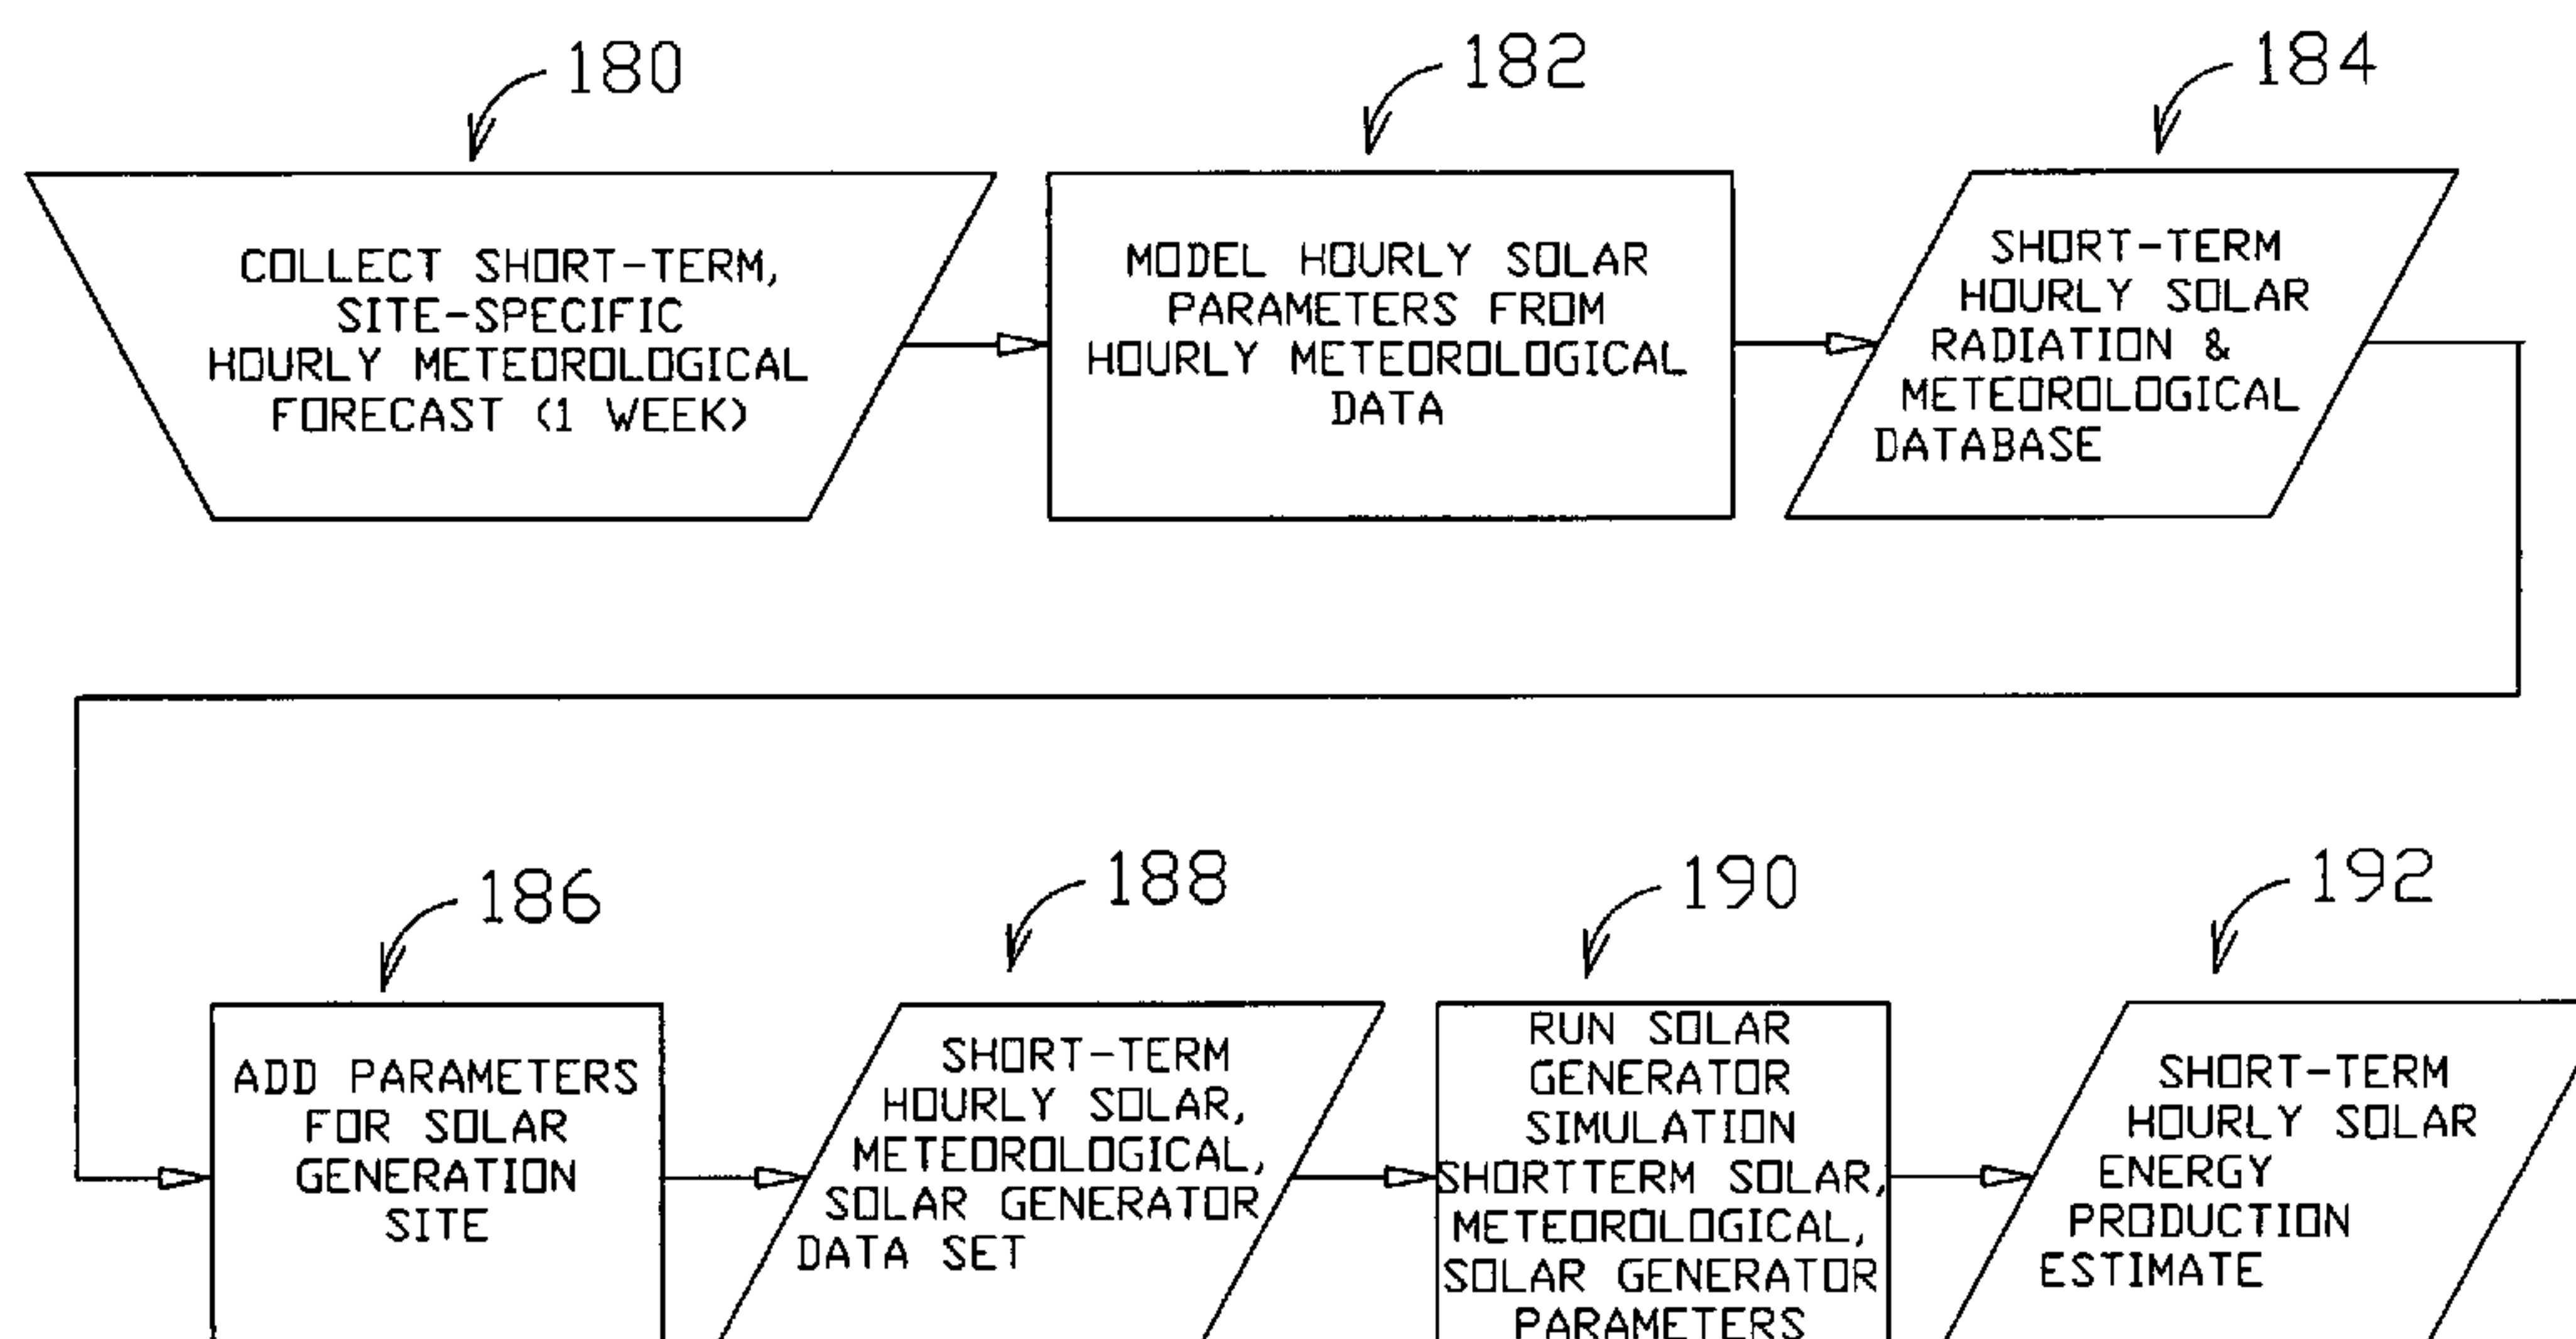 180
182
184
COLLECT SHORT-TERM,
SITE-SPECIFIC
HOURLY METEOROLOGICAL
FORECAST (1 WEEK)
MODEL HOURLY SOLAR
PARAMETERS FROM
HOURLY METEOROLOGICAL
DATA
SHORT-TERM
HOURLY SOLAR
RADIATION &
METEOROLOGICAL
DATABASE
186
188
190
192
ADD PARAMETERS
FOR SOLAR
GENERATION
SITE
SHORT-TERM
HOURLY SOLAR,
METEOROLOGICAL,
SOLAR GENERATOR
DATA SET
RUN SOLAR
GENERATOR
SIMULATION
SHORTTERM SOLAR,
METEOROLOGICAL,
SOLAR GENERATOR
PARAMETERS
SHORT-TERM
HOURLY SOLAR
ENERGY
PRODUCTION
ESTIMATE